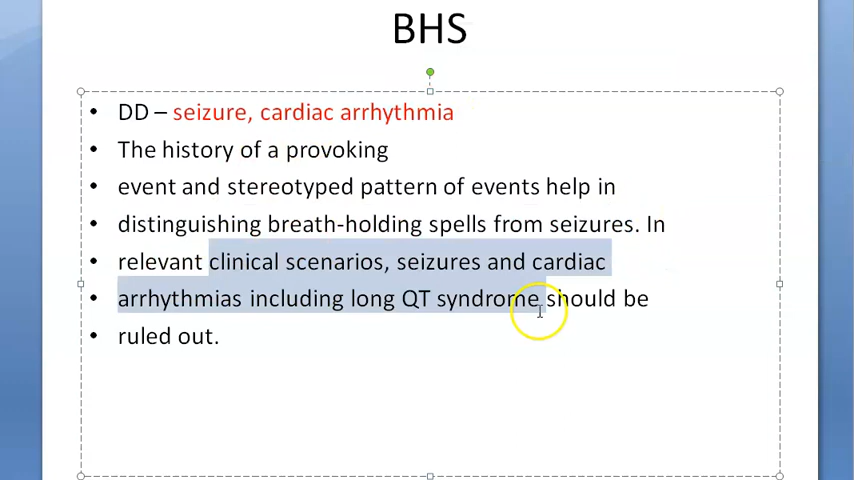 BHS
• DD – seizure, cardiac arrhythmia
• The history of a provoking
• event and stereotyped pattern of events help in
• distinguishing breath-holding spells from seizures. In
• relevant clinical scenarios, seizures and cardiac
• arrhythmias including long QT syndrome should be
• ruled out.